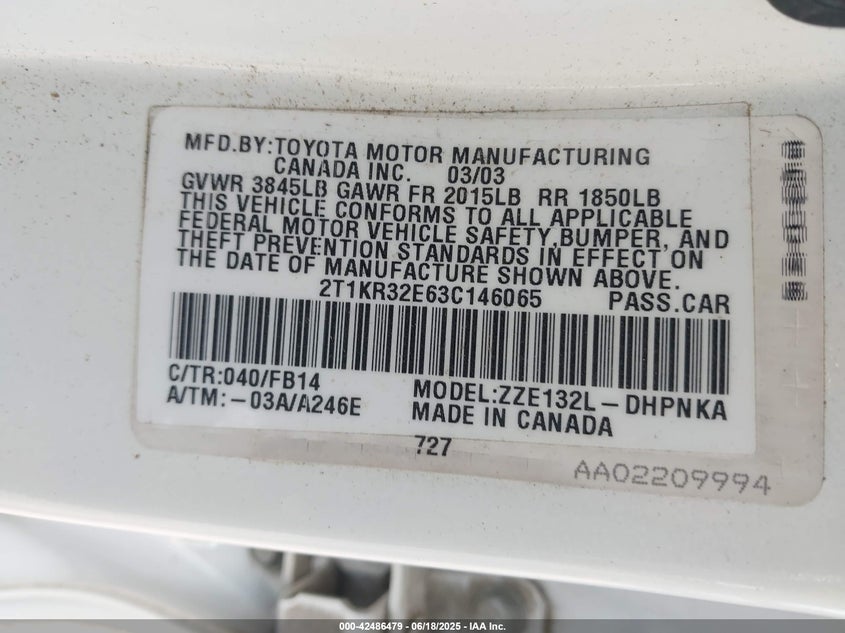 MFD.BY:TOYOTA MOTOR MANUFACTURING
CANADA INC. 03/03
GVWR 3845LB GAWR FR 2015LB RR 1850LB
THIS VEHICLE CONFORMS TO ALL APPLICABLE
FEDERAL MOTOR VEHICLE SAFETY,BUMPER, AND
THEFT PREVENTION STANDARDS IN EFFECT ON
THE DATE OF MANUFACTURE SHOWN ABOVE.
2T1KR32E63C146065 PASS.CAR
C/TR:040/FB14 MODEL:ZZE132L-DHPNKA
A/TM:-03A/A246E MADE IN CANADA
727
AA02209994
000-42486479 - 06/18/2025 - IAA Inc.